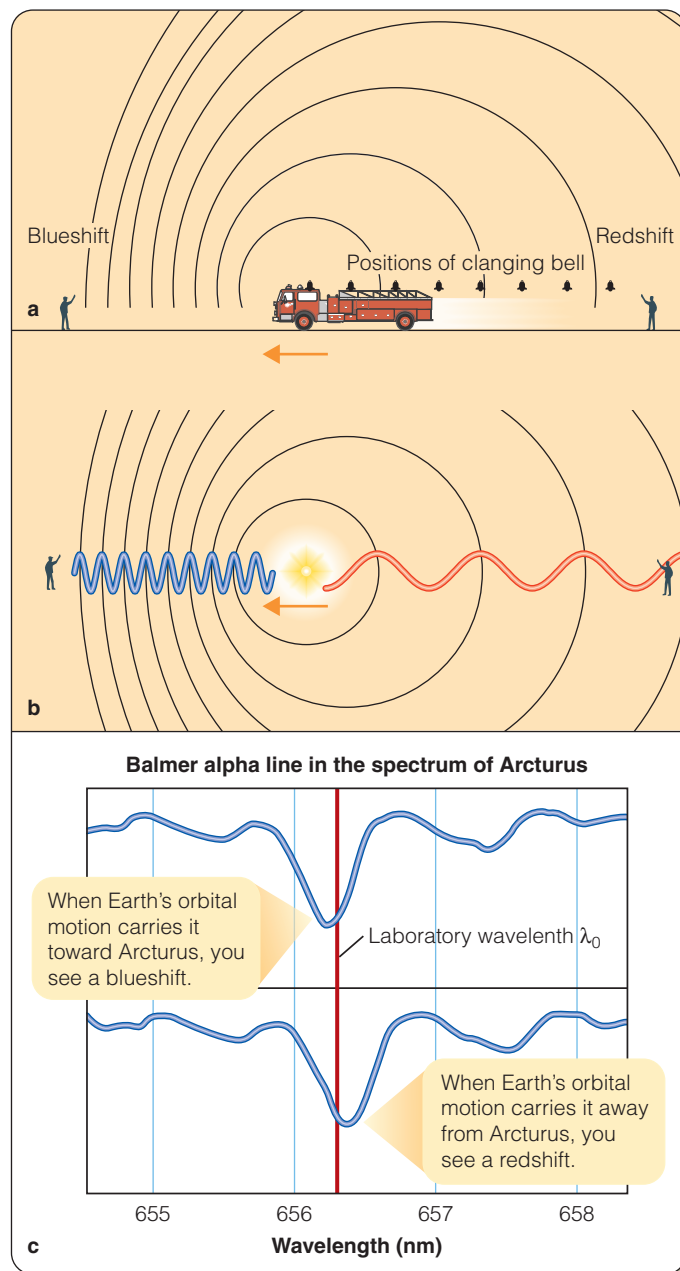 Blueshift
Redshift
Positions of clanging bell
a
b
Balmer alpha line in the spectrum of Arcturus
When Earth's orbital
motion carries it
toward Arcturus, you
see a blueshift.
Laboratory wavelenth λ0
When Earth's orbital
motion carries it away
from Arcturus, you
see a redshift.
655 656 657 658
c
Wavelength (nm)